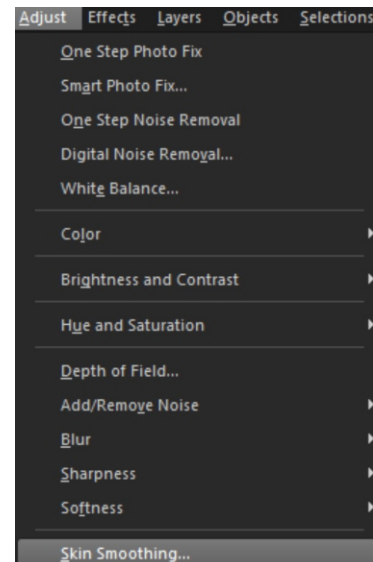 Adjust Effects Layers Objects Selections
One Step Photo Fix
Smart Photo Fix...
One Step Noise Removal
Digital Noise Removal...
White Balance...
Color
Brightness and Contrast
Hue and Saturation
Depth of Field...
Add/Remove Noise
Blur
Sharpness
Softness
Skin Smoothing...